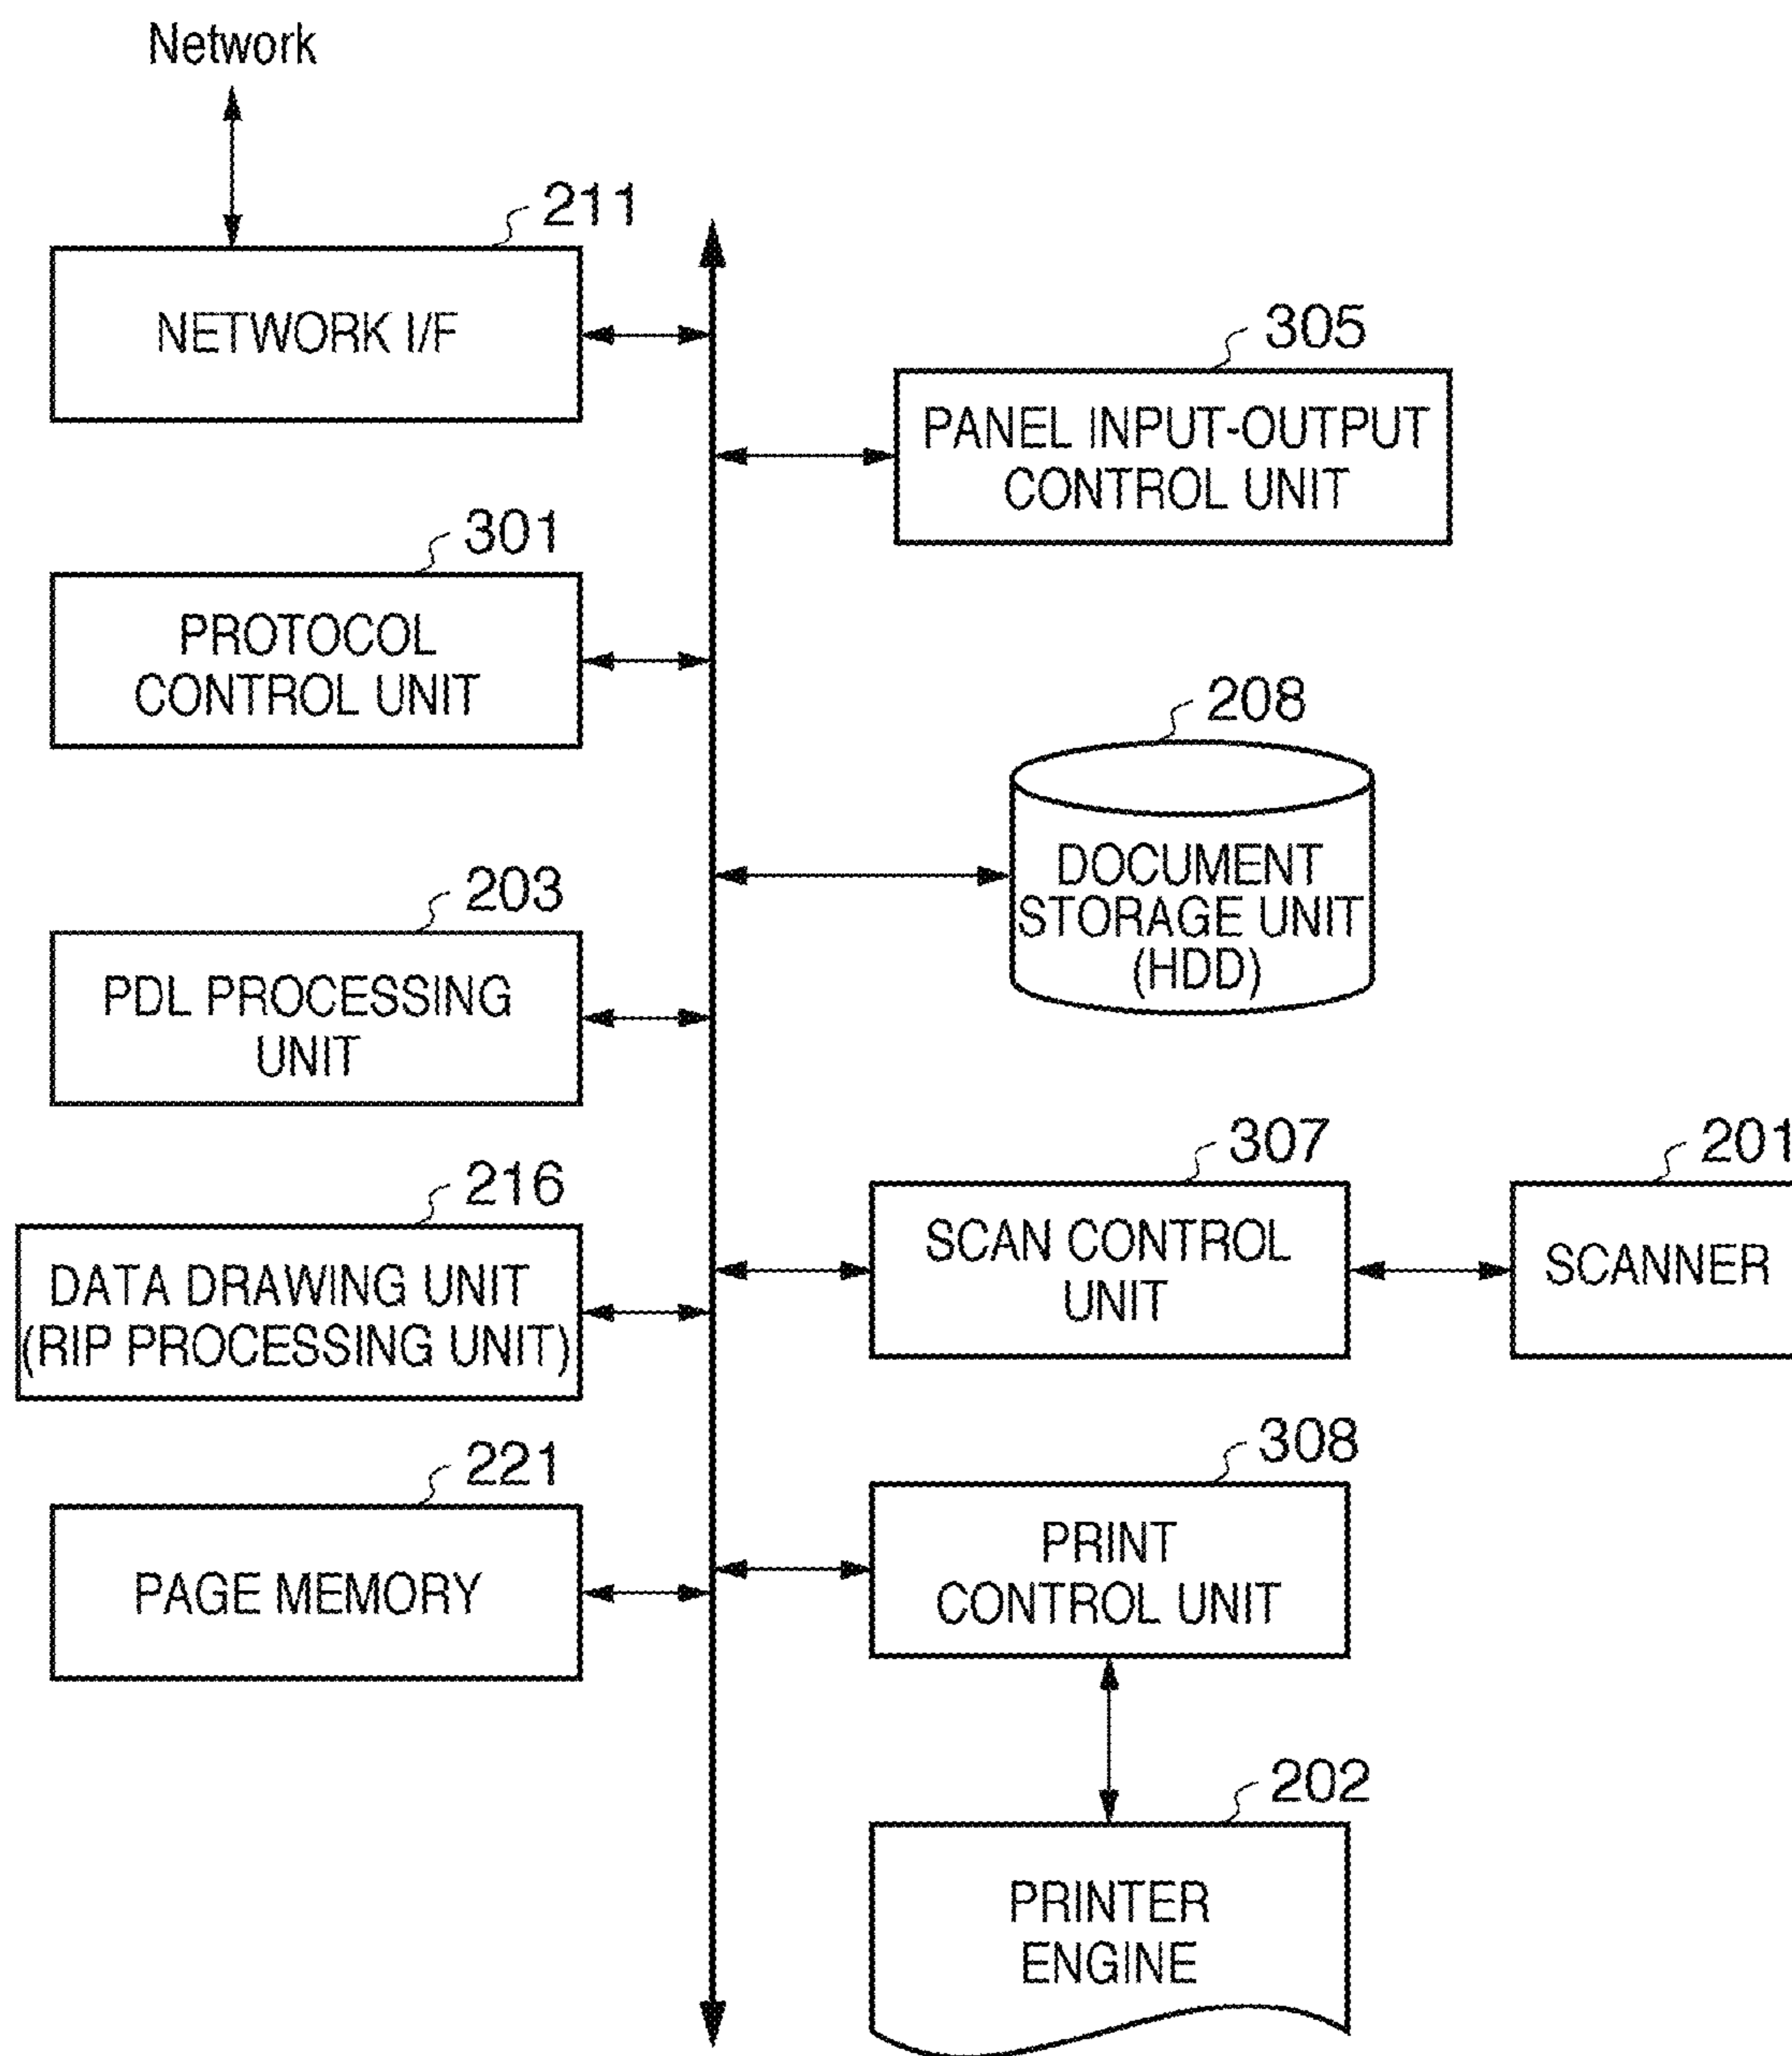 Network
211
NETWORK I/F
305
PANEL INPUT-OUTPUT
CONTROL UNIT
301
PROTOCOL
CONTROL UNIT
208
DOCUMENT
STORAGE UNIT
(HDD)
203
PDL PROCESSING
UNIT
307
SCAN CONTROL
UNIT
201
SCANNER
216
DATA DRAWING UNIT
(RIP PROCESSING UNIT)
221
PAGE MEMORY
308
PRINT
CONTROL UNIT
202
PRINTER
ENGINE